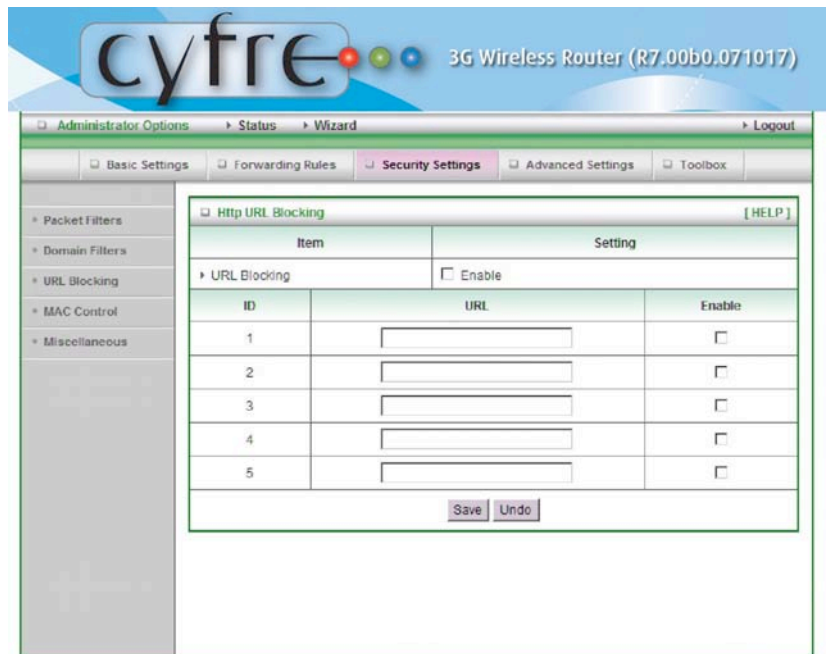 cyfre
3G Wireless Router (R7.00b0.071017)
Administrator Options Status Wizard Logout
Basic Settings Forwarding Rules Security Settings Advanced Settings Toolbox
Packet Filters
Domain Filters
URL Blocking
MAC Control
Miscellaneous
Http URL Blocking [HELP]
Item Setting
URL Blocking Enable
ID URL Enable
1
2
3
4
5
Save Undo